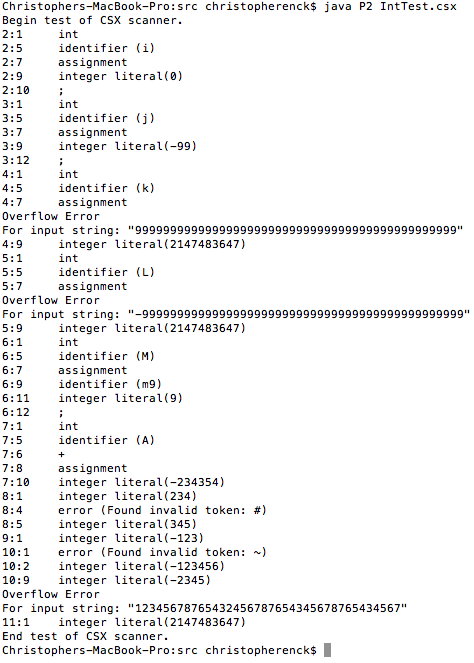 Christophers-MacBook-Pro:src christopherenck$ java P2 IntTest.csx
Begin test of CSX scanner.
2:1 int
2:5 identifier (i)
2:7 assignment
2:9 integer literal(0)
2:10 ;
3:1 int
3:5 identifier (j)
3:7 assignment
3:9 integer literal(-99)
3:12 ;
4:1 int
4:5 identifier (k)
4:7 assignment
Overflow Error
For input string: "9999999999999999999999999999999999999999999999"
4:9 integer literal(2147483647)
5:1 int
5:5 identifier (L)
5:7 assignment
Overflow Error
For input string: "-9999999999999999999999999999999999999999999999"
5:9 integer literal(2147483647)
6:1 int
6:5 identifier (M)
6:7 assignment
6:9 identifier (m9)
6:11 integer literal(9)
6:12 ;
7:1 int
7:5 identifier (A)
7:6 +
7:8 assignment
7:10 integer literal(-234354)
8:1 integer literal(234)
8:4 error (Found invalid token: #)
8:5 integer literal(345)
9:1 integer literal(-123)
10:1 error (Found invalid token: ~)
10:2 integer literal(-123456)
10:9 integer literal(-2345)
Overflow Error
For input string: "12345678765432456787654345678765434567"
11:1 integer literal(2147483647)
End test of CSX scanner.
Christophers-MacBook-Pro:src christopherenck$